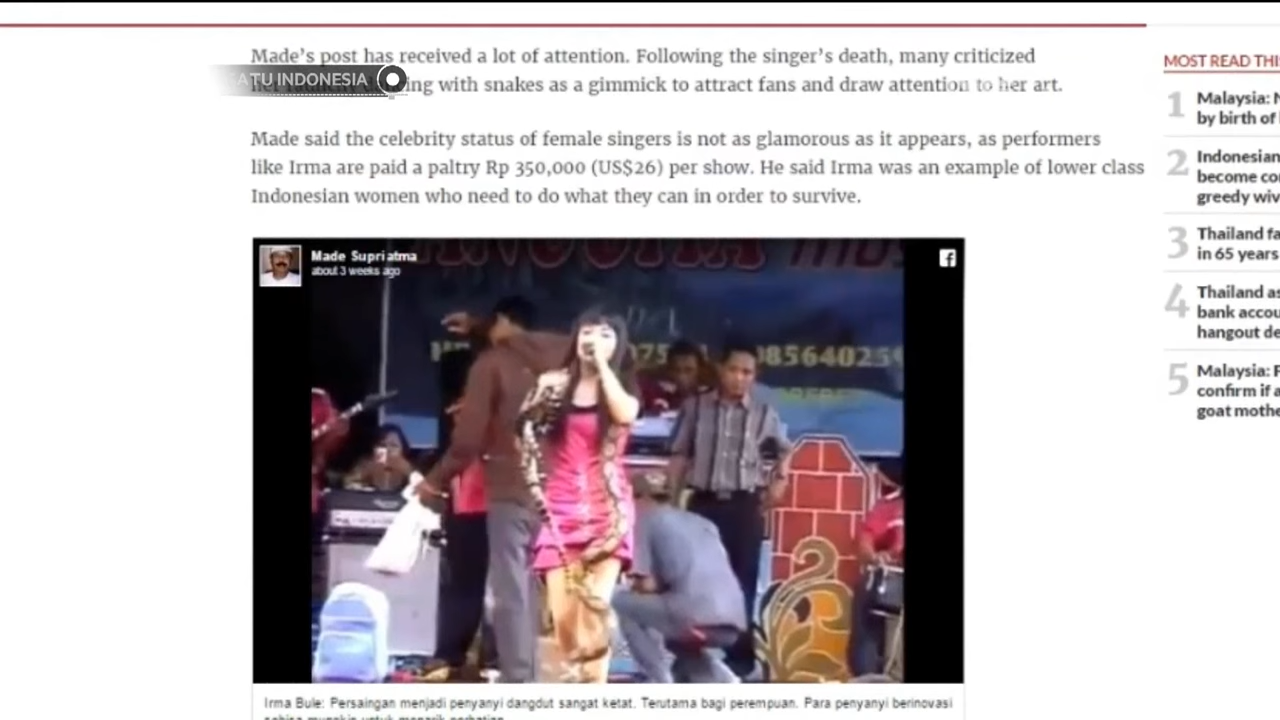 Made’s post has received a lot of attention. Following the singer’s death, many criticized
SATU INDONESIA
with snakes as a gimmick to attract fans and draw attention to her art.
Made said the celebrity status of female singers is not as glamorous as it appears, as performers
like Irma are paid a paltry Rp 350,000 (US$26) per show. He said Irma was an example of lower class
Indonesian women who need to do what they can in order to survive.
Made Supriatma
about 3 weeks ago
085640259
Irma Bule: Persaingan menjadi penyanyi dangdut sangat ketat. Terutama bagi perempuan. Para penyanyi berinovasi
MOST READ THI
1 Malaysia:
by birth of
2 Indonesian
become co
greedy wiv
3 Thailand fa
in 65 years
4 Thailand as
bank accou
hangout de
5 Malaysia:
confirm if a
goat mothe